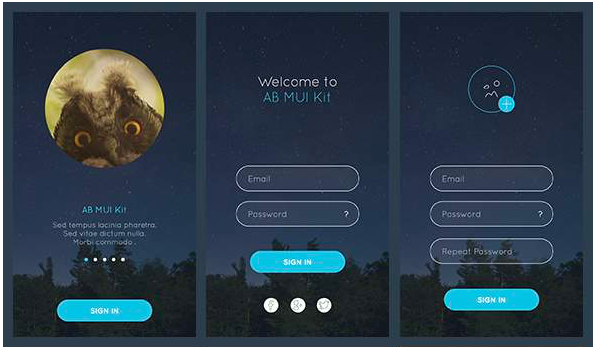 AB MUI Kit
Sed tempus lacinia pharetra.
Sed vitae dictum nulla.
Morbi commodo.
SIGN IN
Welcome to
AB MUI Kit
Email
Password ?
SIGN IN
Email
Password ?
Repeat Password
SIGN IN